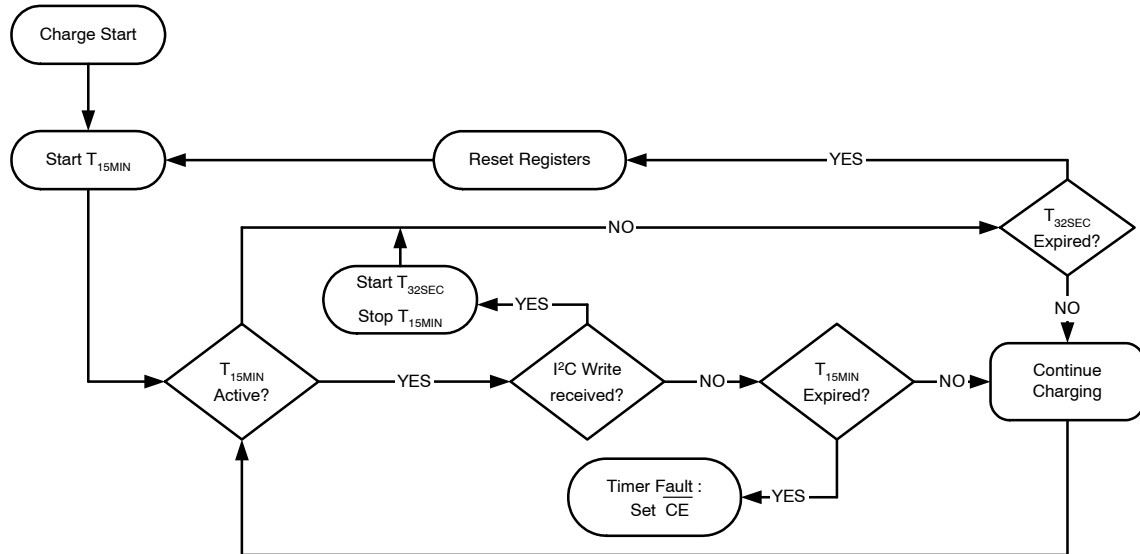 Charge Start
Start T15MIN
Reset Registers
YES
T32SEC
Expired?
NO
Start T32SEC
Stop T15MIN
YES
NO
T15MIN
Active?
YES
I²C Write
received?
NO
T15MIN
Expired?
NO
Continue
Charging
Timer Fault :
Set CE
YES